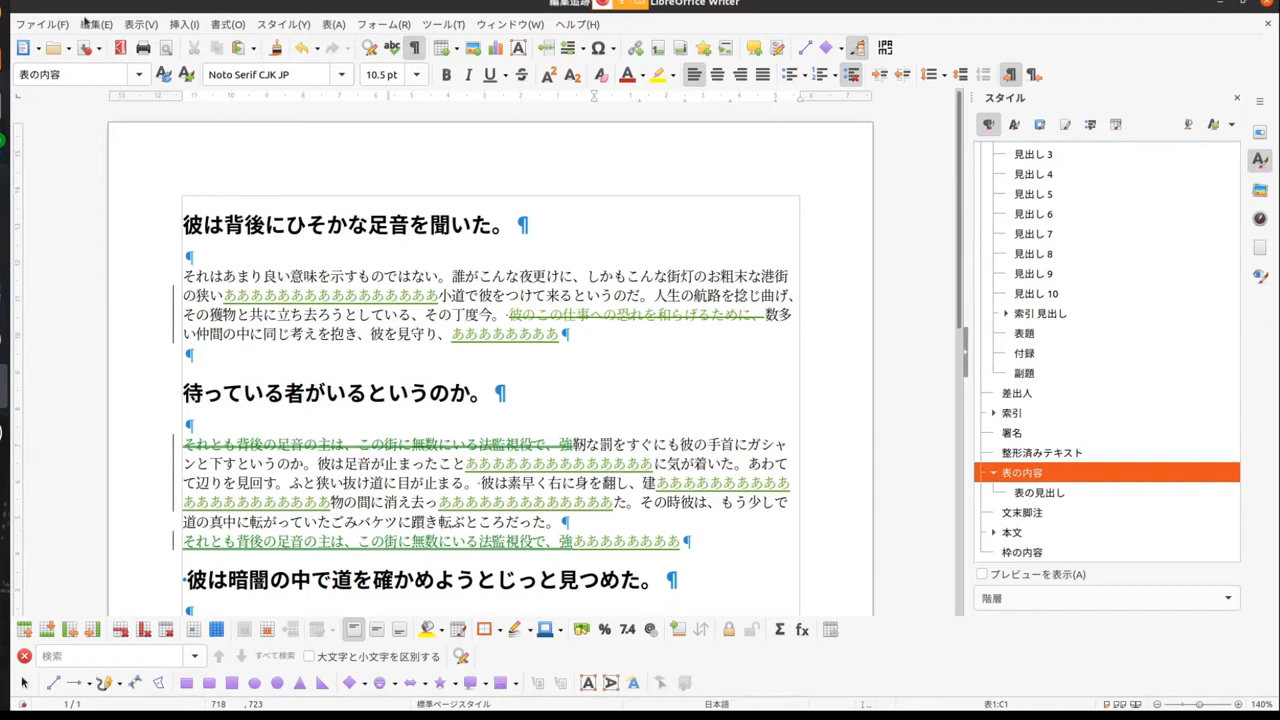 編集追跡 LibreOffice Writer
ファイル(F) 編集(E) 表示(V) 挿入(I) 書式(O) スタイル(Y) 表(A) フォーム(R) ツール(T) ウィンドウ(W) ヘルプ(H)
表の内容 Noto Serif CJK JP 10.5 pt
スタイル
見出し 3
見出し 4
見出し 5
見出し 6
見出し 7
見出し 8
見出し 9
見出し 10
索引 見出し
表題
付録
副題
差出人
索引
署名
整形済みテキスト
表の内容
表の見出し
文末脚注
本文
枠の内容
プレビューを表示(A)
階層
彼は背後にひそかな足音を聞いた。¶
¶
それはあまり良い意味を示すものではない。誰がこんな夜更けに、しかもこんな街灯のお粗末な港街
の狭いああああああああああああああああ小道で彼をつけて来るというのだ。人生の航路を捻じ曲げ、
その獲物と共に立ち去ろうとしている、その丁度今。彼のこの仕事への恐れを和らげるために、数多
い仲間の中に同じ考えを抱き、彼を見守り、ああああああああ¶
¶
待っている者がいるというのか。¶
¶
それとも背後の足音の主は、この街に無数にいる法監視役で、強靭な罰をすぐにも彼の手首にガシャ
ンと下すというのか。彼は足音が止まったことああああああああああああああに気が着いた。あわて
て辺りを見回す。ふと狭い抜け道に目が止まる。彼は素早く右に身を翻し、建ああああああああああ
あああああああああああ物の間に消え去っあああああああああああああた。その時彼は、もう少しで
道の真中に転がっていたごみバケツに躓き転ぶところだった。¶
それとも背後の足音の主は、この街に無数にいる法監視役で、強ああああああああ¶
彼は暗闇の中で道を確かめようとじっと見つめた。¶
¶
検索 すべて検索 大文字と小文字を区別する(A)
1 / 1 718 , 723 標準ページスタイル 日本語 表1:C1 140%